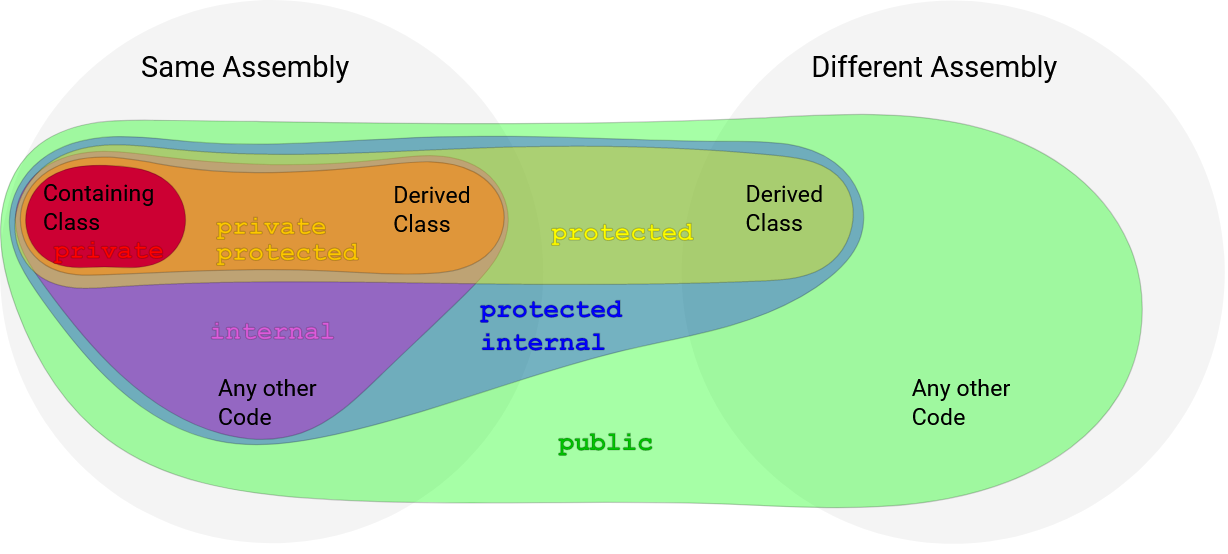 Same Assembly
Different Assembly
Containing
Class
private
private
protected
Derived
Class
protected
Derived
Class
internal
protected
internal
Any other
Code
Any other
Code
public